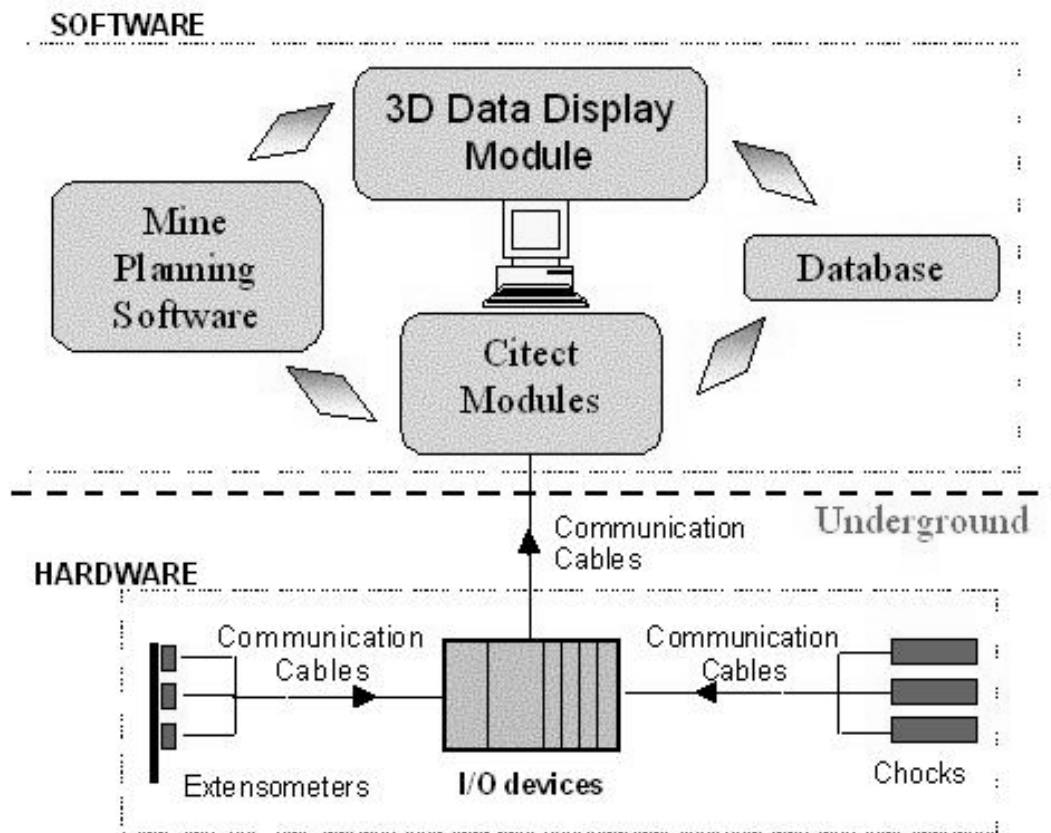 SOFTWARE
3D Data Display
Module
Mine
Planning
Software
Database
Citect
Modules
Underground
Communication
Cables
HARDWARE
Communication
Cables
Communication
Cables
Extensometers
I/O devices
Chocks